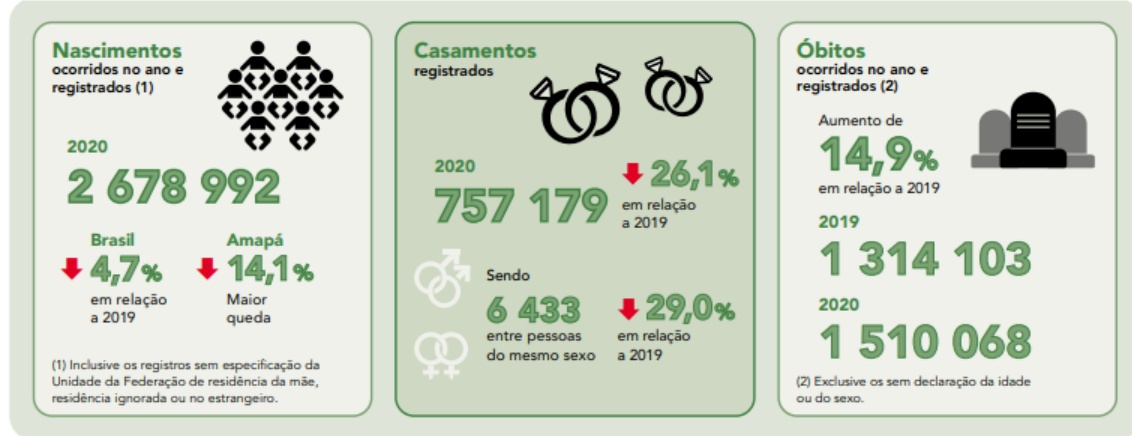 Nascimentos
ocorridos no ano e
registrados (1)
2020
2 678 992
Brasil
4,7%
em relação
a 2019
Amapá
14,1%
Maior
queda
(1) Inclusive os registros sem especificação da
Unidade da Federação de residência da mãe,
residência ignorada ou no estrangeiro.
Casamentos
registrados
2020
757 179
26,1%
em relação
a 2019
Sendo
6 433
entre pessoas
do mesmo sexo
29,0%
em relação
a 2019
Óbitos
ocorridos no ano e
registrados (2)
Aumento de
14,9%
em relação a 2019
2019
1 314 103
2020
1 510 068
(2) Exclusive os sem declaração da idade
ou do sexo.